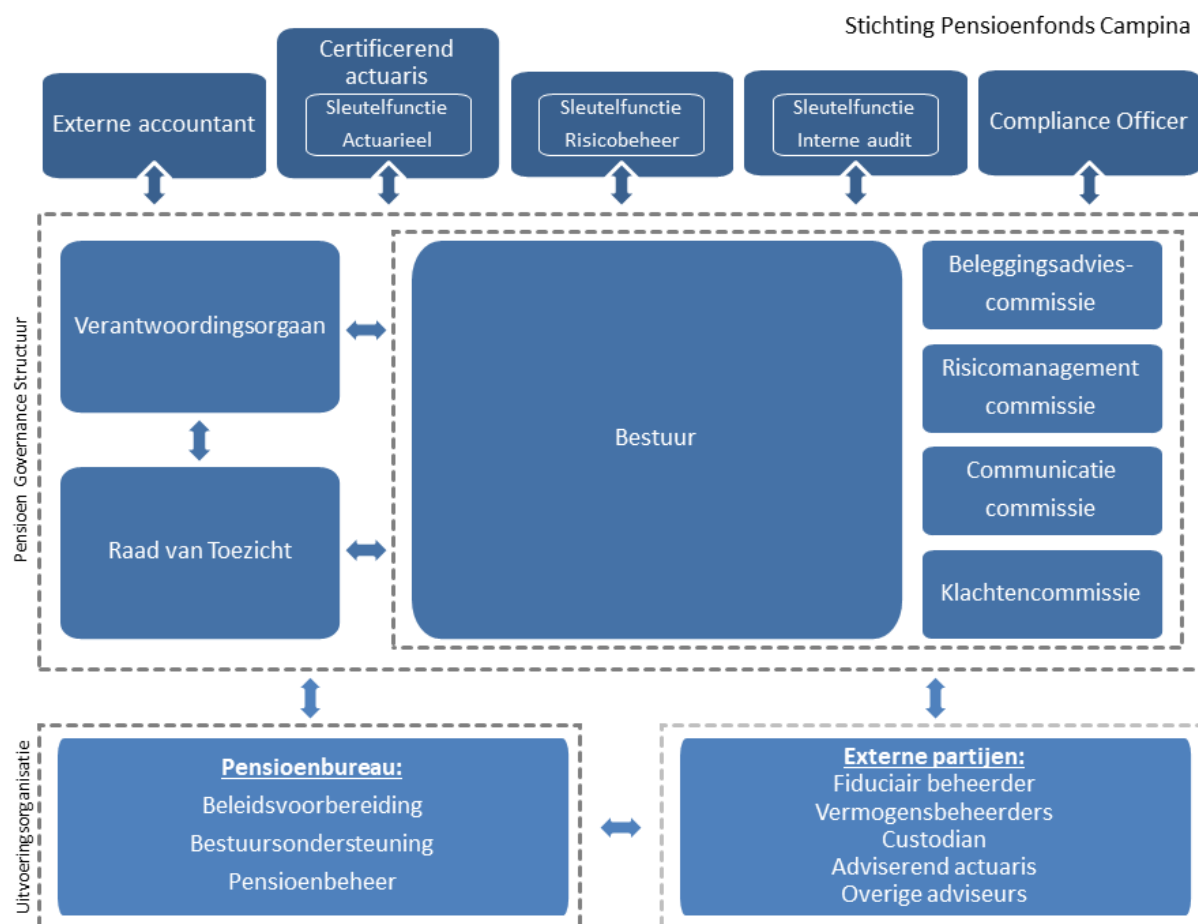 Stichting Pensioenfonds Campina
Externe accountant
Certificerend
actuaris
Sleutelfunctie
Actuarieel
Sleutelfunctie
Risicobeheer
Sleutelfunctie
Interne audit
Compliance Officer
Pensioen Governance Structuur
Verantwoordingsorgaan
Raad van Toezicht
Bestuur
Beleggingsadvies-
commissie
Risicomanagement
commissie
Communicatie
commissie
Klachtencommissie
Uitvoeringsorganisatie
Pensioenbureau:
Beleidsvoorbereiding
Bestuursondersteuning
Pensioenbeheer
Externe partijen:
Fiduciair beheerder
Vermogensbeheerders
Custodian
Adviserend actuaris
Overige adviseurs